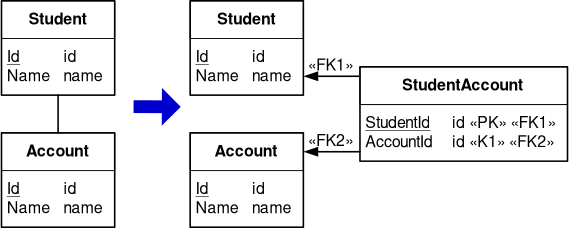 Student
Id id
Name name
Account
Id id
Name name
Student
Id id
Name name
Account
Id id
Name name
«FK1»
«FK2»
StudentAccount
StudentId id «PK» «FK1»
AccountId id «K1» «FK2»